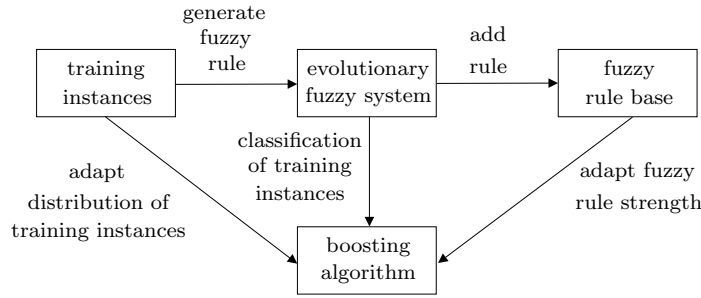 generate
fuzzy
rule
add
rule
training
instances
evolutionary
fuzzy system
fuzzy
rule base
classification
of training
instances
adapt
distribution of
training instances
adapt fuzzy
rule strength
boosting
algorithm